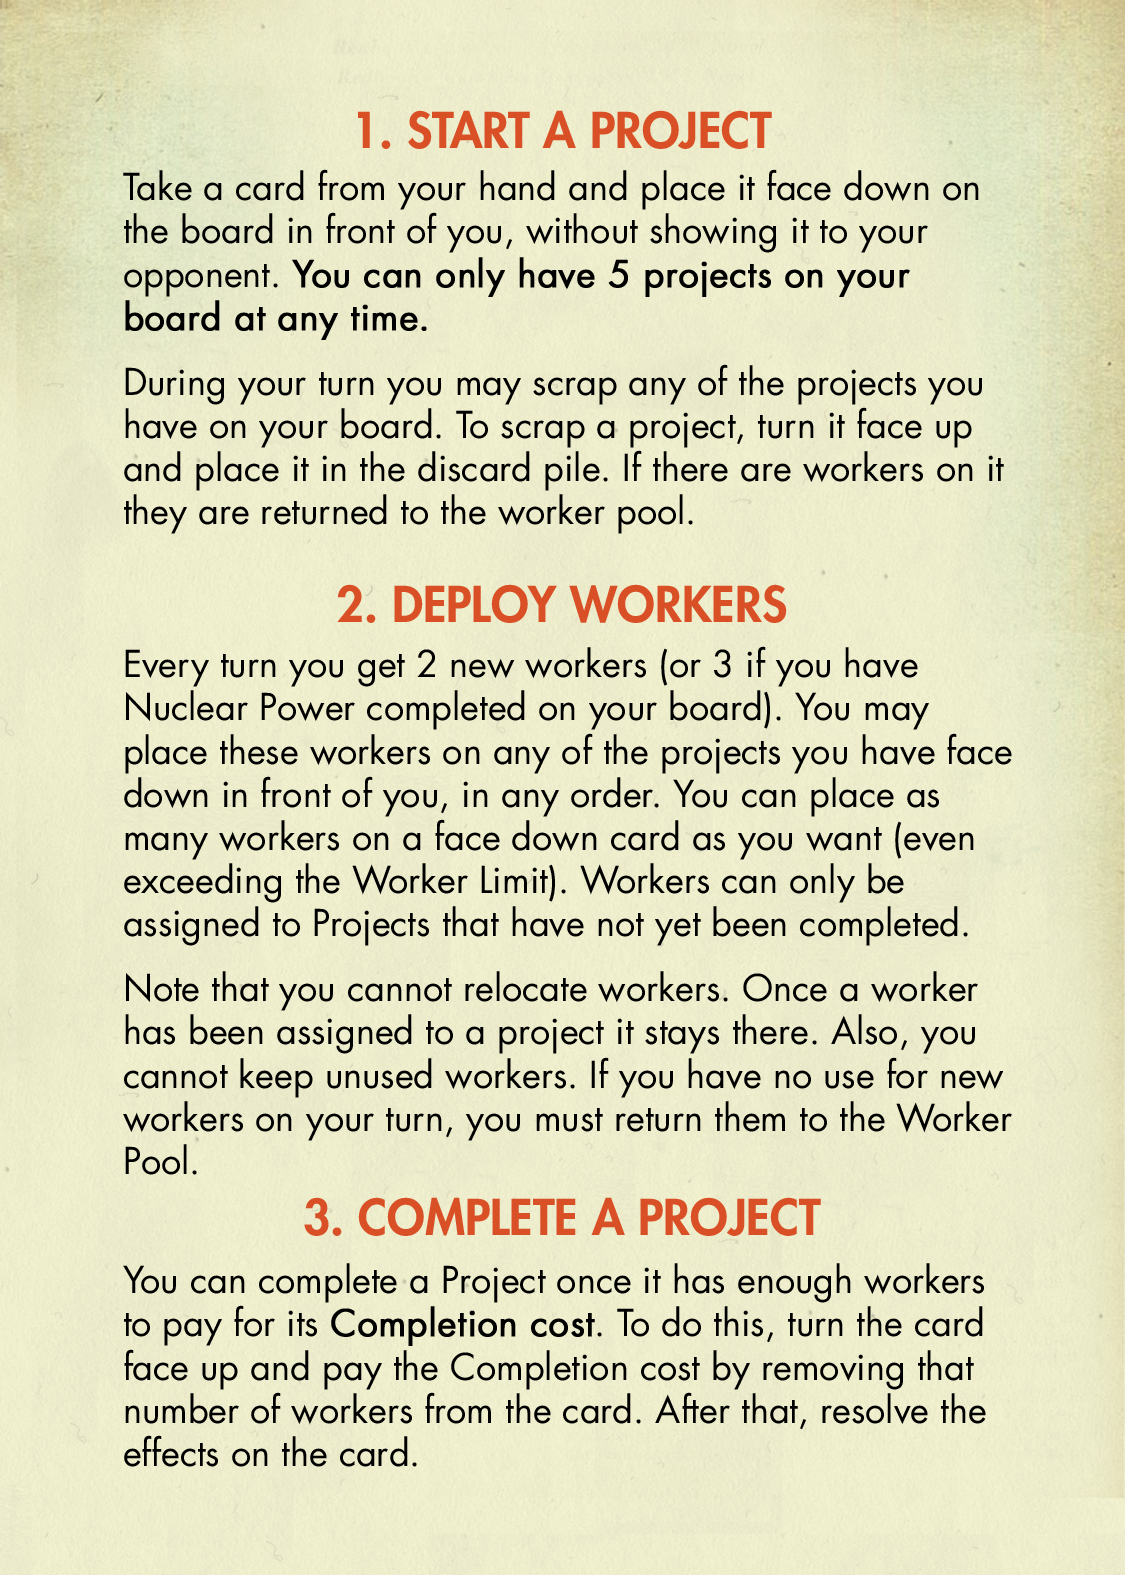 1. START A PROJECT
Take a card from your hand and place it face down on
the board in front of you, without showing it to your
opponent. You can only have 5 projects on your
board at any time.
During your turn you may scrap any of the projects you
have on your board. To scrap a project, turn it face up
and place it in the discard pile. If there are workers on it
they are returned to the worker pool.
2. DEPLOY WORKERS
Every turn you get 2 new workers (or 3 if you have
Nuclear Power completed on your board). You may
place these workers on any of the projects you have face
down in front of you, in any order. You can place as
many workers on a face down card as you want (even
exceeding the Worker Limit). Workers can only be
assigned to Projects that have not yet been completed.
Note that you cannot relocate workers. Once a worker
has been assigned to a project it stays there. Also, you
cannot keep unused workers. If you have no use for new
workers on your turn, you must return them to the Worker
Pool.
3. COMPLETE A PROJECT
You can complete a Project once it has enough workers
to pay for its Completion cost. To do this, turn the card
face up and pay the Completion cost by removing that
number of workers from the card. After that, resolve the
effects on the card.